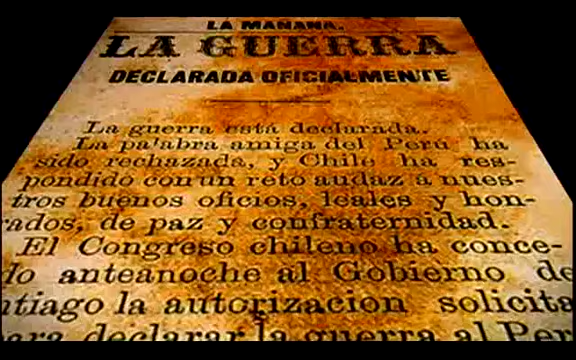 LA MAÑANA.
LA GUERRA
DECLARADA OFICIALMENTE
La guerra está declarada.
La palabra amiga del Perú ha
sido rechazada, y Chile ha res-
pondido con un reto audaz á nues-
tros buenos oficios, leales y hon-
rados, de paz y confraternidad.
El Congreso chileno ha conce-
do anteanoche al Gobierno de
ntiago la autorizacion solicita
ara declarar la guerra al Per